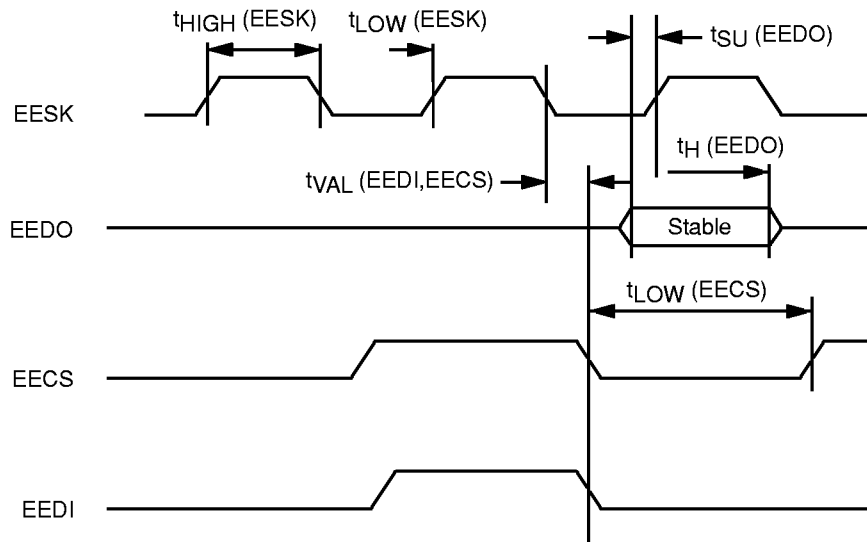 tHIGH (EESK)
tLOW (EESK)
tSU (EEDO)
EESK
tH (EEDO)
tVAL (EEDI,EECS)
EEDO
Stable
tLOW (EECS)
EECS
EEDI